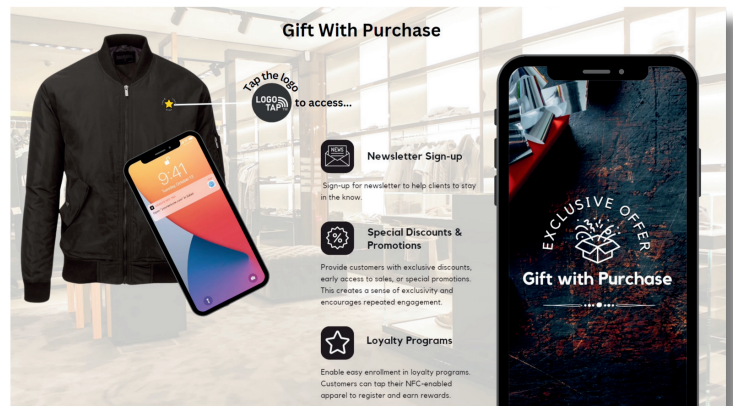 Gift With Purchase
Tap the logo
LOGO
TAP
to access...
9:41
NEWS
Newsletter Sign-up
Sign-up for newsletter to help clients to stay
in the know.
Special Discounts &
Promotions
Provide customers with exclusive discounts,
early access to sales, or special promotions.
This creates a sense of exclusivity and
encourages repeated engagement.
Loyalty Programs
Enable easy enrollment in loyalty programs.
Customers can tap their NFC-enabled
apparel to register and earn rewards.
EXCLUSIVE OFFER
Gift with Purchase